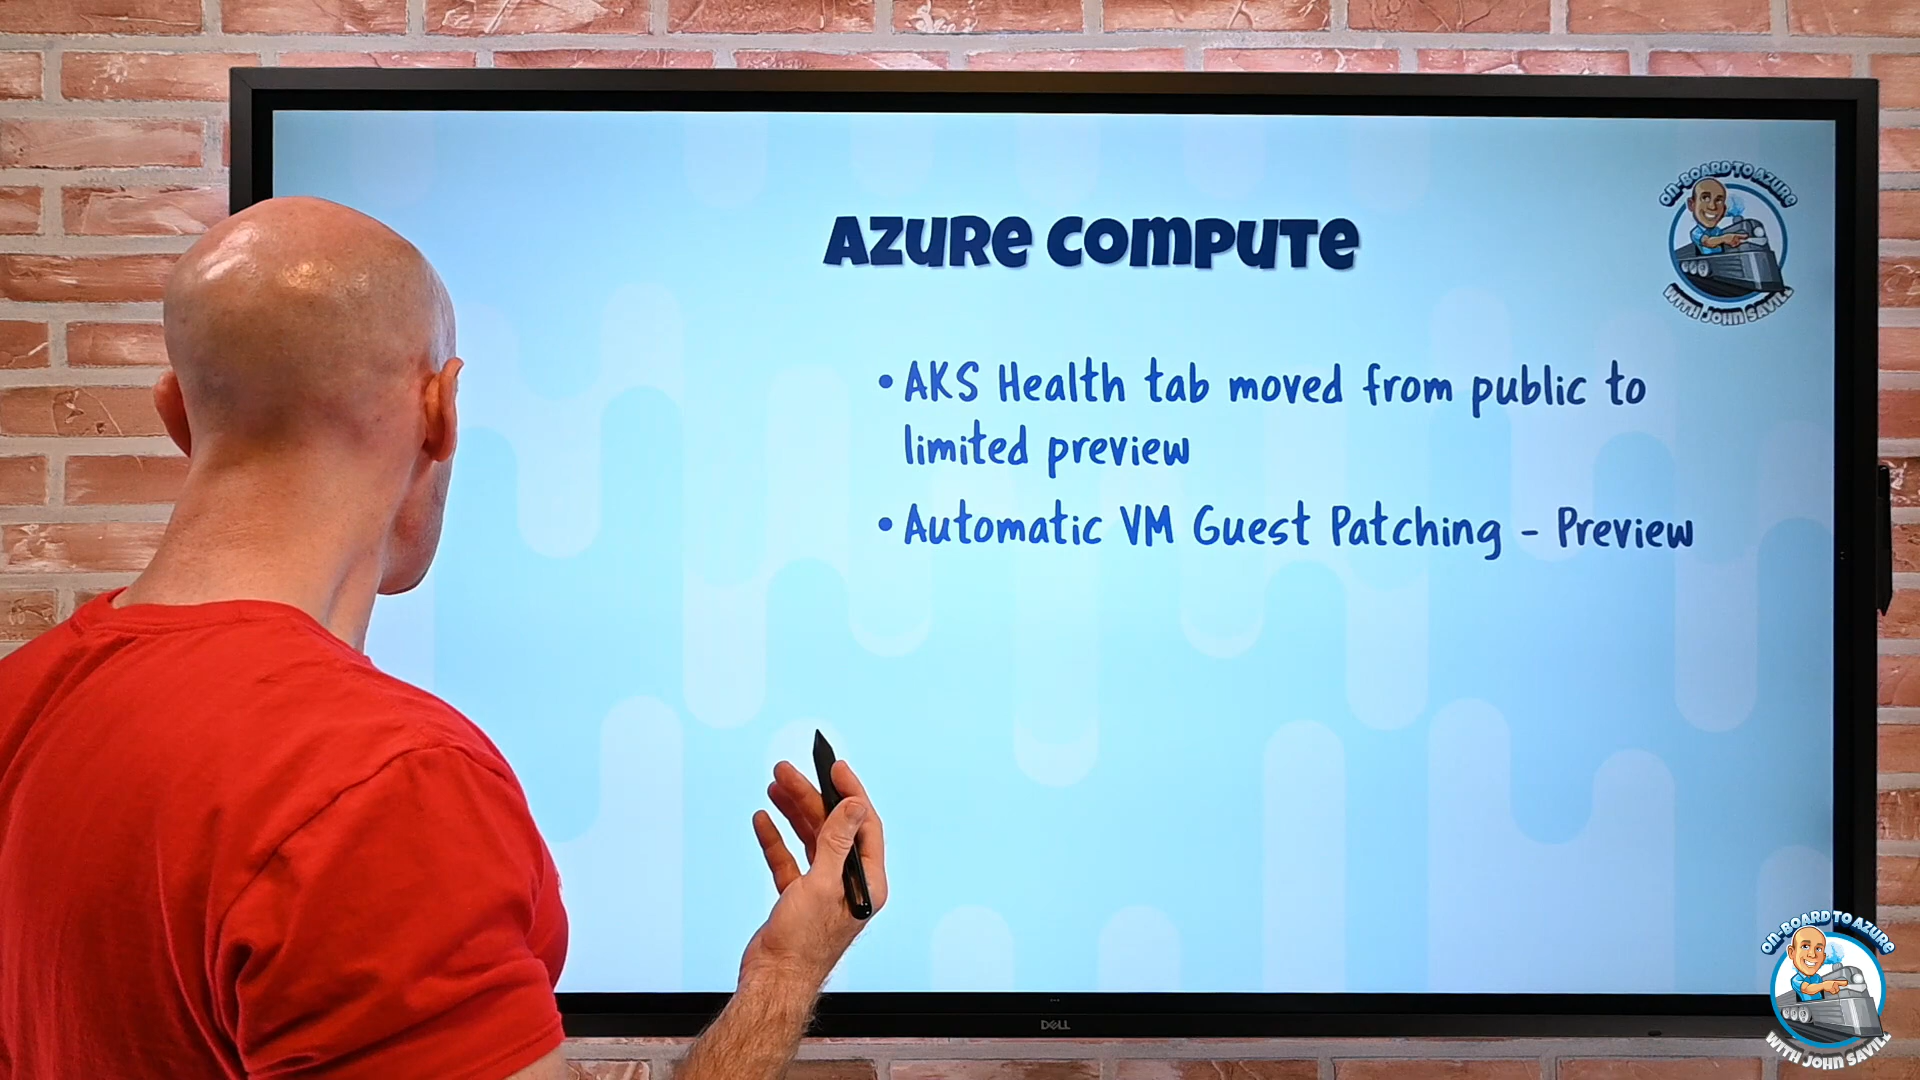 ON-BOARD TO AZURE
WITH JOHN SAVILL
AZURE COMPUTE
• AKS Health tab moved from public to
limited preview
• Automatic VM Guest Patching - Preview
DELL
ON-BOARD TO AZURE
WITH JOHN SAVILL